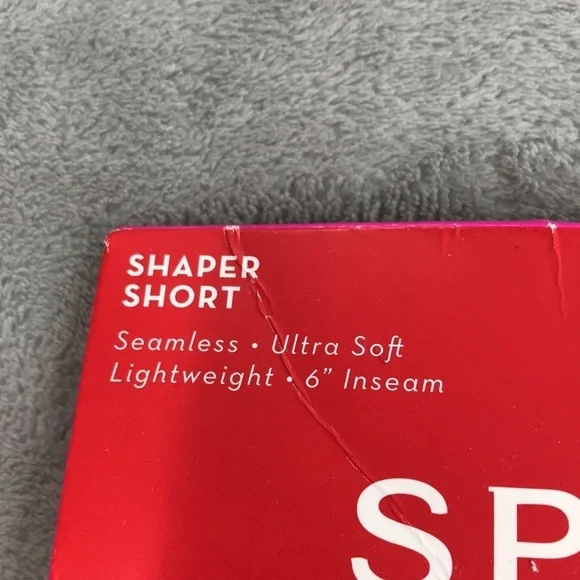 SHAPER
SHORT
Seamless • Ultra Soft
Lightweight • 6” Inseam
SP